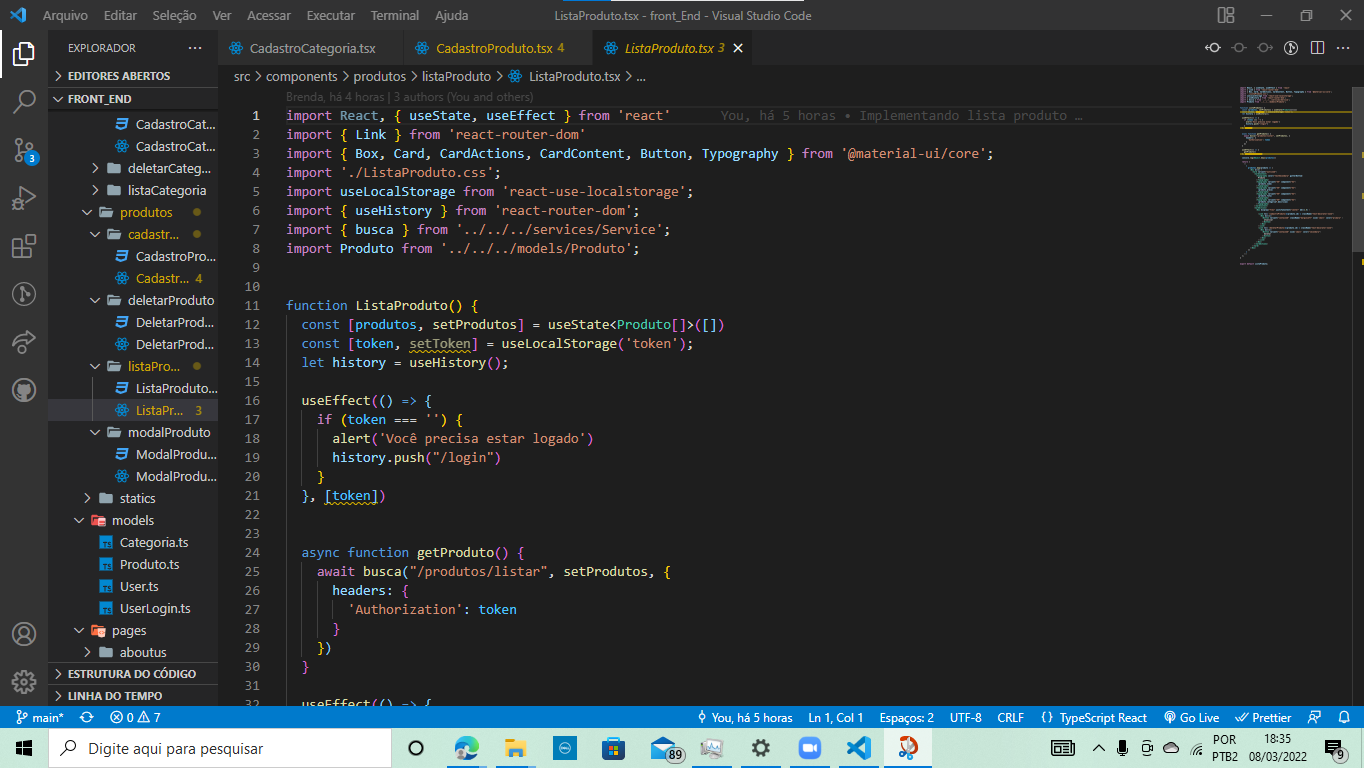 Arquivo Editar Seleção Ver Acessar Executar Terminal Ajuda
ListaProduto.tsx - front_End - Visual Studio Code
EXPLORADOR
CadastroCategoria.tsx
CadastroProduto.tsx 4
ListaProduto.tsx 3
EDITORES ABERTOS
FRONT_END
CadastroCat...
CadastroCat...
deletarCateg...
listaCategoria
produtos
cadastr...
CadastroPro...
Cadastr... 4
deletarProduto
DeletarProd...
DeletarProd...
listaPro...
ListaProduto...
ListaPr... 3
modalProduto
ModalProdu...
ModalProdu...
statics
models
Categoria.ts
Produto.ts
User.ts
UserLogin.ts
pages
aboutus
ESTRUTURA DO CÓDIGO
LINHA DO TEMPO
3
src > components > produtos > listaProduto > ListaProduto.tsx > ...
Brenda, há 4 horas | 3 authors (You and others)
1 import React, { useState, useEffect } from 'react' You, há 5 horas • Implementando lista produto …
2 import { Link } from 'react-router-dom'
3 import { Box, Card, CardActions, CardContent, Button, Typography } from '@material-ui/core';
4 import './ListaProduto.css';
5 import useLocalStorage from 'react-use-localstorage';
6 import { useHistory } from 'react-router-dom';
7 import { busca } from '../../../services/Service';
8 import Produto from '../../../models/Produto';
9
10
11 function ListaProduto() {
12 const [produtos, setProdutos] = useState<Produto[]>([])
13 const [token, setToken] = useLocalStorage('token');
14 let history = useHistory();
15
16 useEffect(() => {
17 if (token === '') {
18 alert('Você precisa estar logado')
19 history.push("/login")
20 }
21 }, [token])
22
23
24 async function getProduto() {
25 await busca("/produtos/listar", setProdutos, {
26 headers: {
27 'Authorization': token
28 }
29 })
30 }
31
32 useEffect(() => {
main* 0 7 You, há 5 horas Ln 1, Col 1 Espaços: 2 UTF-8 CRLF {} TypeScript React Go Live Prettier
Digite aqui para pesquisar
DELL
89
POR
PTB2
18:35
08/03/2022
9